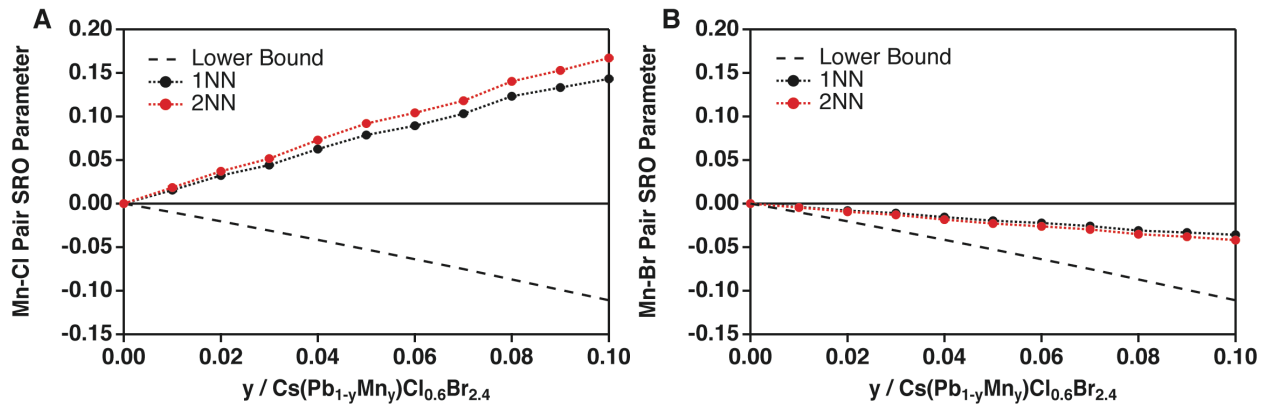 A
Mn-Cl Pair SRO Parameter
0.20
0.15
0.10
0.05
0.00
-0.05
-0.10
-0.15
Lower Bound
1NN
2NN
0.00 0.02 0.04 0.06 0.08 0.10
y / Cs(Pb₁₋yMny)Cl₀.₆Br₂.₄
B
Mn-Br Pair SRO Parameter
0.20
0.15
0.10
0.05
0.00
-0.05
-0.10
-0.15
Lower Bound
1NN
2NN
0.00 0.02 0.04 0.06 0.08 0.10
y / Cs(Pb₁₋yMny)Cl₀.₆Br₂.₄